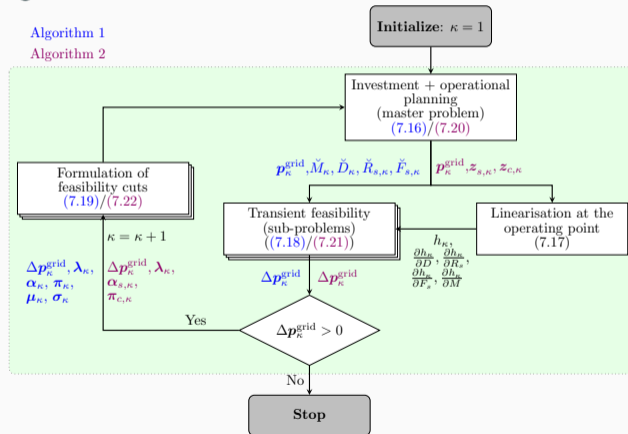 Algorithm 1
Algorithm 2
Initialize: κ = 1
Investment + operational
planning
(master problem)
(7.16)/(7.20)
p_κ^grid, M̆_κ, D̆_κ, R̆_{s,κ}, F̆_{s,κ}
p_κ^grid, z_{s,κ}, z_{c,κ}
Formulation of
feasibility cuts
(7.19)/(7.22)
Transient feasibility
(sub-problems)
((7.18)/(7.21))
Linearisation at the
operating point
(7.17)
h_κ,
∂h_κ/∂D, ∂h_κ/∂R_s,
∂h_κ/∂F_s, ∂h_κ/∂M
κ = κ + 1
Δp_κ^grid, λ_κ,
α_κ, π_κ,
μ_κ, σ_κ
Δp_κ^grid, λ_κ,
α_{s,κ},
π_{c,κ}
Δp_κ^grid
Δp_κ^grid
Δp_κ^grid > 0
Yes
No
Stop